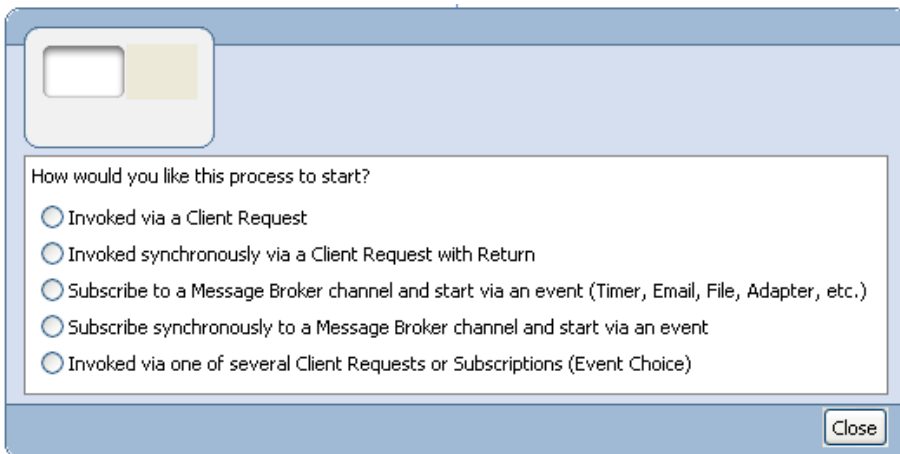 How would you like this process to start?
Invoked via a Client Request
Invoked synchronously via a Client Request with Return
Subscribe to a Message Broker channel and start via an event (Timer, Email, File, Adapter, etc.)
Subscribe synchronously to a Message Broker channel and start via an event
Invoked via one of several Client Requests or Subscriptions (Event Choice)
Close